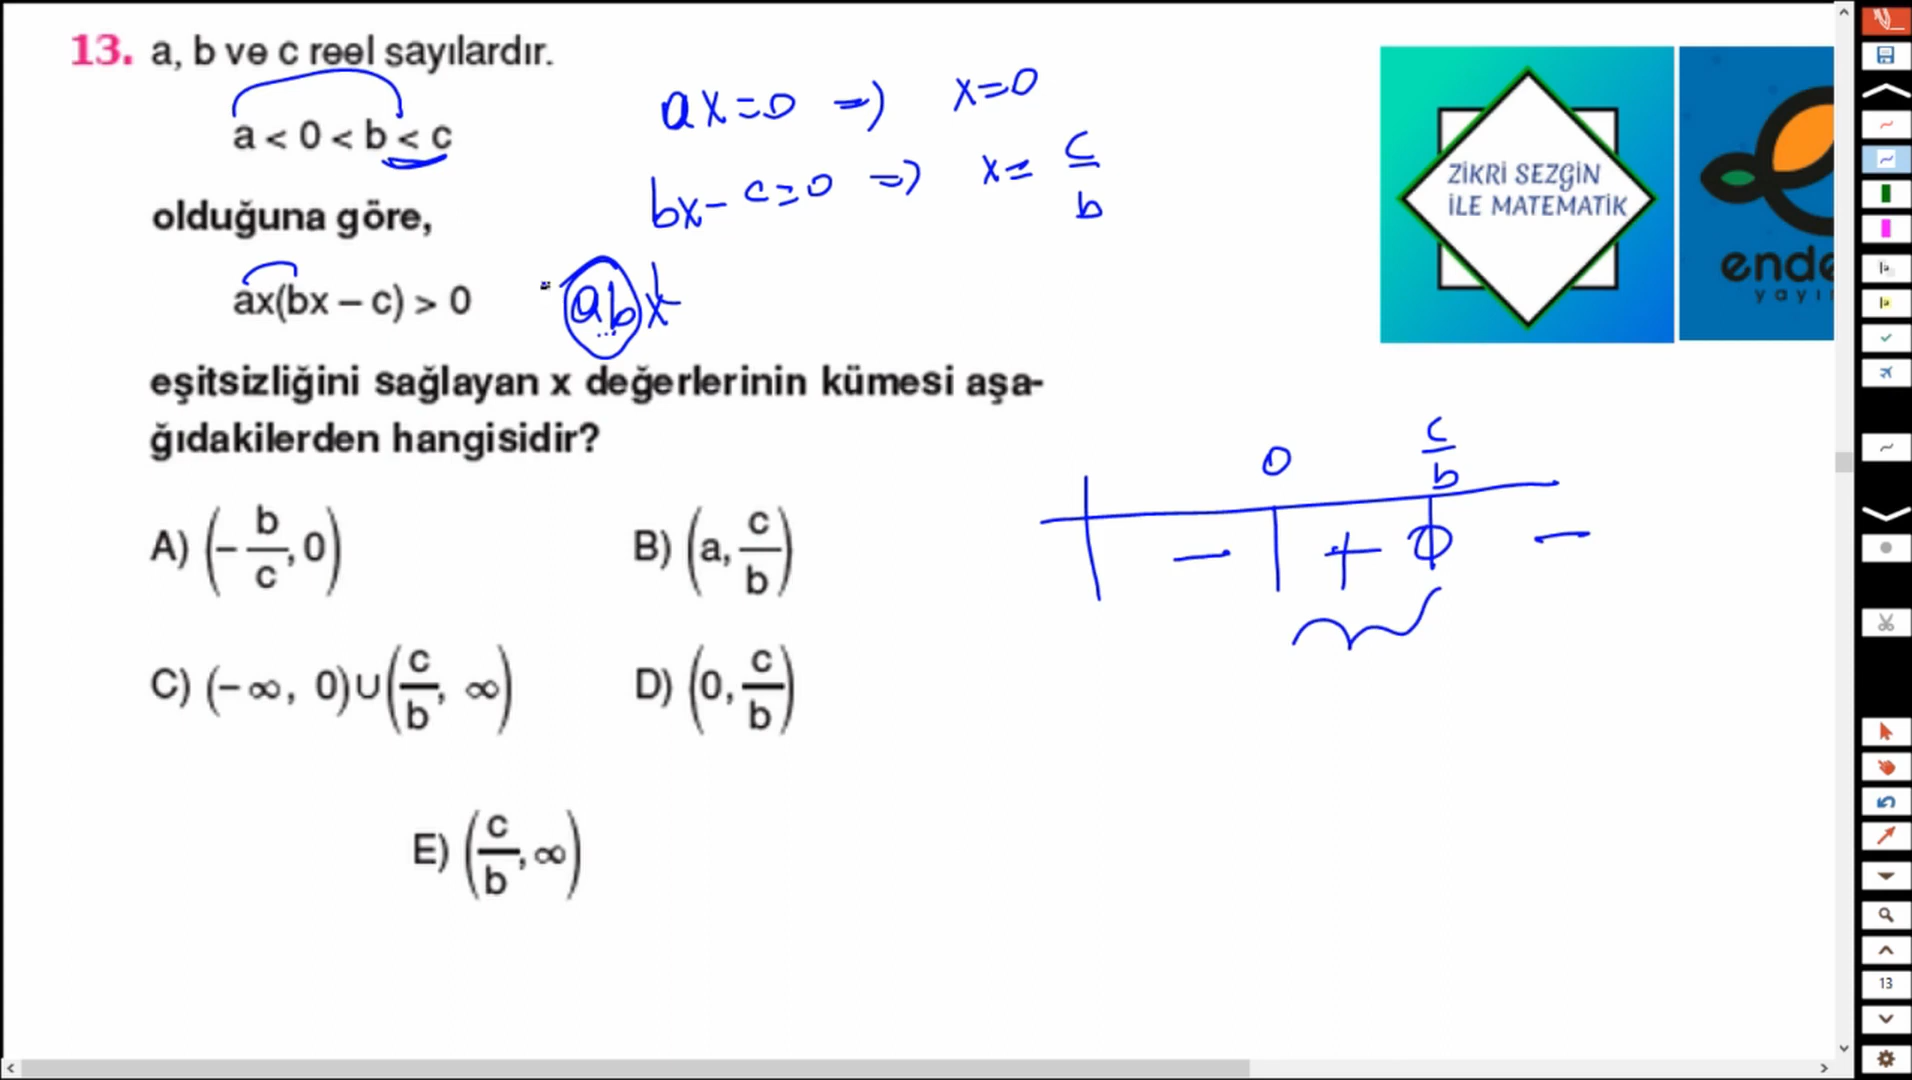 13. a, b ve c reel sayılardır.
a < 0 < b < c
olduğuna göre,
ax(bx – c) > 0
eşitsizliğini sağlayan x değerlerinin kümesi aşa-
ğıdakilerden hangisidir?
A) (–b/c, 0)
B) (a, c/b)
C) (–∞, 0)∪(c/b, ∞)
D) (0, c/b)
E) (c/b, ∞)
ax=0 => x=0
bx-c=0 => x= c/b
0 c/b
- + 0 -
ZİKRİ SEZGİN
İLE MATEMATİK
13